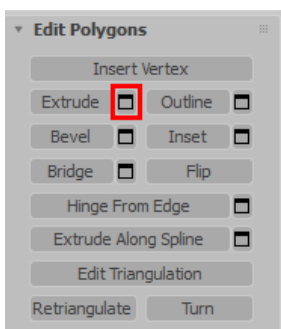 Edit Polygons
Insert Vertex
Extrude Outline
Bevel Inset
Bridge Flip
Hinge From Edge
Extrude Along Spline
Edit Triangulation
Retriangulate Turn